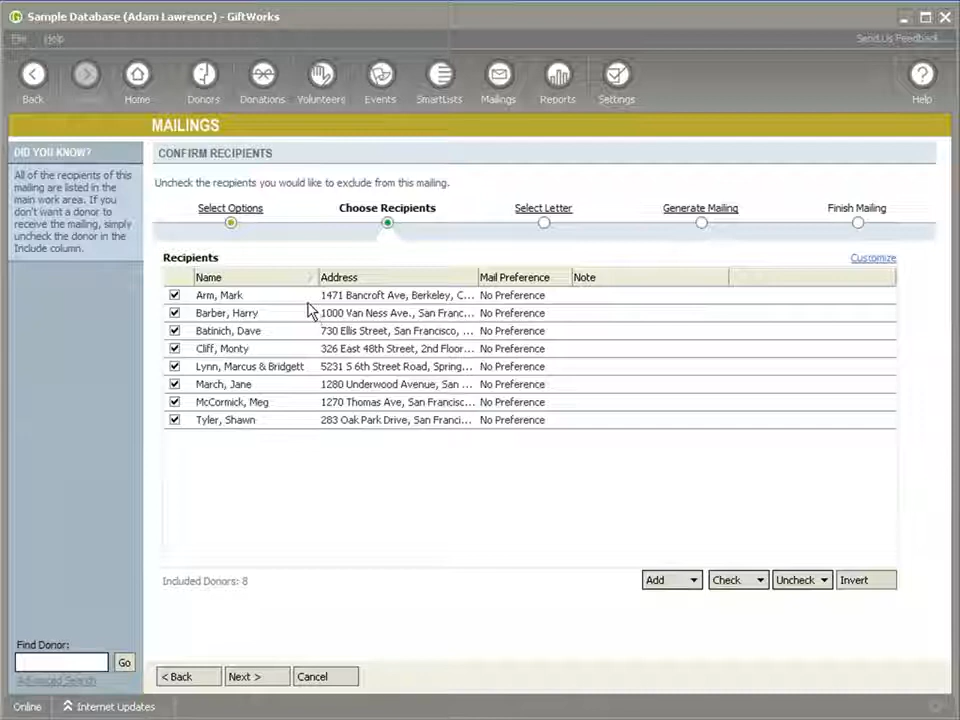 Sample Database (Adam Lawrence) - GiftWorks
File Help Send Us Feedback
Back Home Donors Donations Volunteers Events SmartLists Mailings Reports Settings Help
MAILINGS
DID YOU KNOW?
All of the recipients of this
mailing are listed in the
main work area. If you
don't want a donor to
receive the mailing, simply
uncheck the donor in the
Include column.
CONFIRM RECIPIENTS
Uncheck the recipients you would like to exclude from this mailing.
Select Options Choose Recipients Select Letter Generate Mailing Finish Mailing
Recipients Customize
Name Address Mail Preference Note
Arm, Mark 1471 Bancroft Ave, Berkeley, C... No Preference
Barber, Harry 1000 Van Ness Ave., San Franc... No Preference
Batinich, Dave 730 Ellis Street, San Francisco, ... No Preference
Cliff, Monty 326 East 48th Street, 2nd Floor... No Preference
Lynn, Marcus & Bridgett 5231 S 6th Street Road, Spring... No Preference
March, Jane 1280 Underwood Avenue, San ... No Preference
McCormick, Meg 1270 Thomas Ave, San Francisc... No Preference
Tyler, Shawn 283 Oak Park Drive, San Franci... No Preference
Included Donors: 8 Add Check Uncheck Invert
Find Donor:
Go
Advanced Search
< Back Next > Cancel
Online Internet Updates